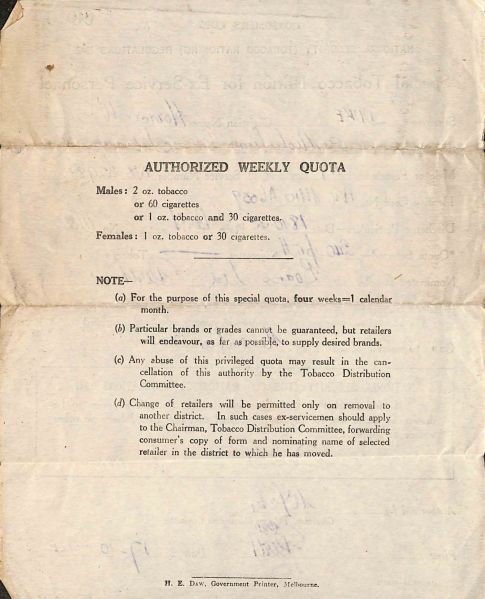 AUTHORIZED WEEKLY QUOTA
Males: 2 oz. tobacco
or 60 cigarettes
or 1 oz. tobacco and 30 cigarettes.
Females: 1 oz. tobacco or 30 cigarettes.
NOTE—
(a) For the purpose of this special quota, four weeks=1 calendar
month.
(b) Particular brands or grades cannot be guaranteed, but retailers
will endeavour, as far as possible, to supply desired brands.
(c) Any abuse of this privileged quota may result in the can-
cellation of this authority by the Tobacco Distribution
Committee.
(d) Change of retailers will be permitted only on removal to
another district. In such cases ex-servicemen should apply
to the Chairman, Tobacco Distribution Committee, forwarding
consumer's copy of form and nominating name of selected
retailer in the district to which he has moved.
H. E. Daw, Government Printer, Melbourne.